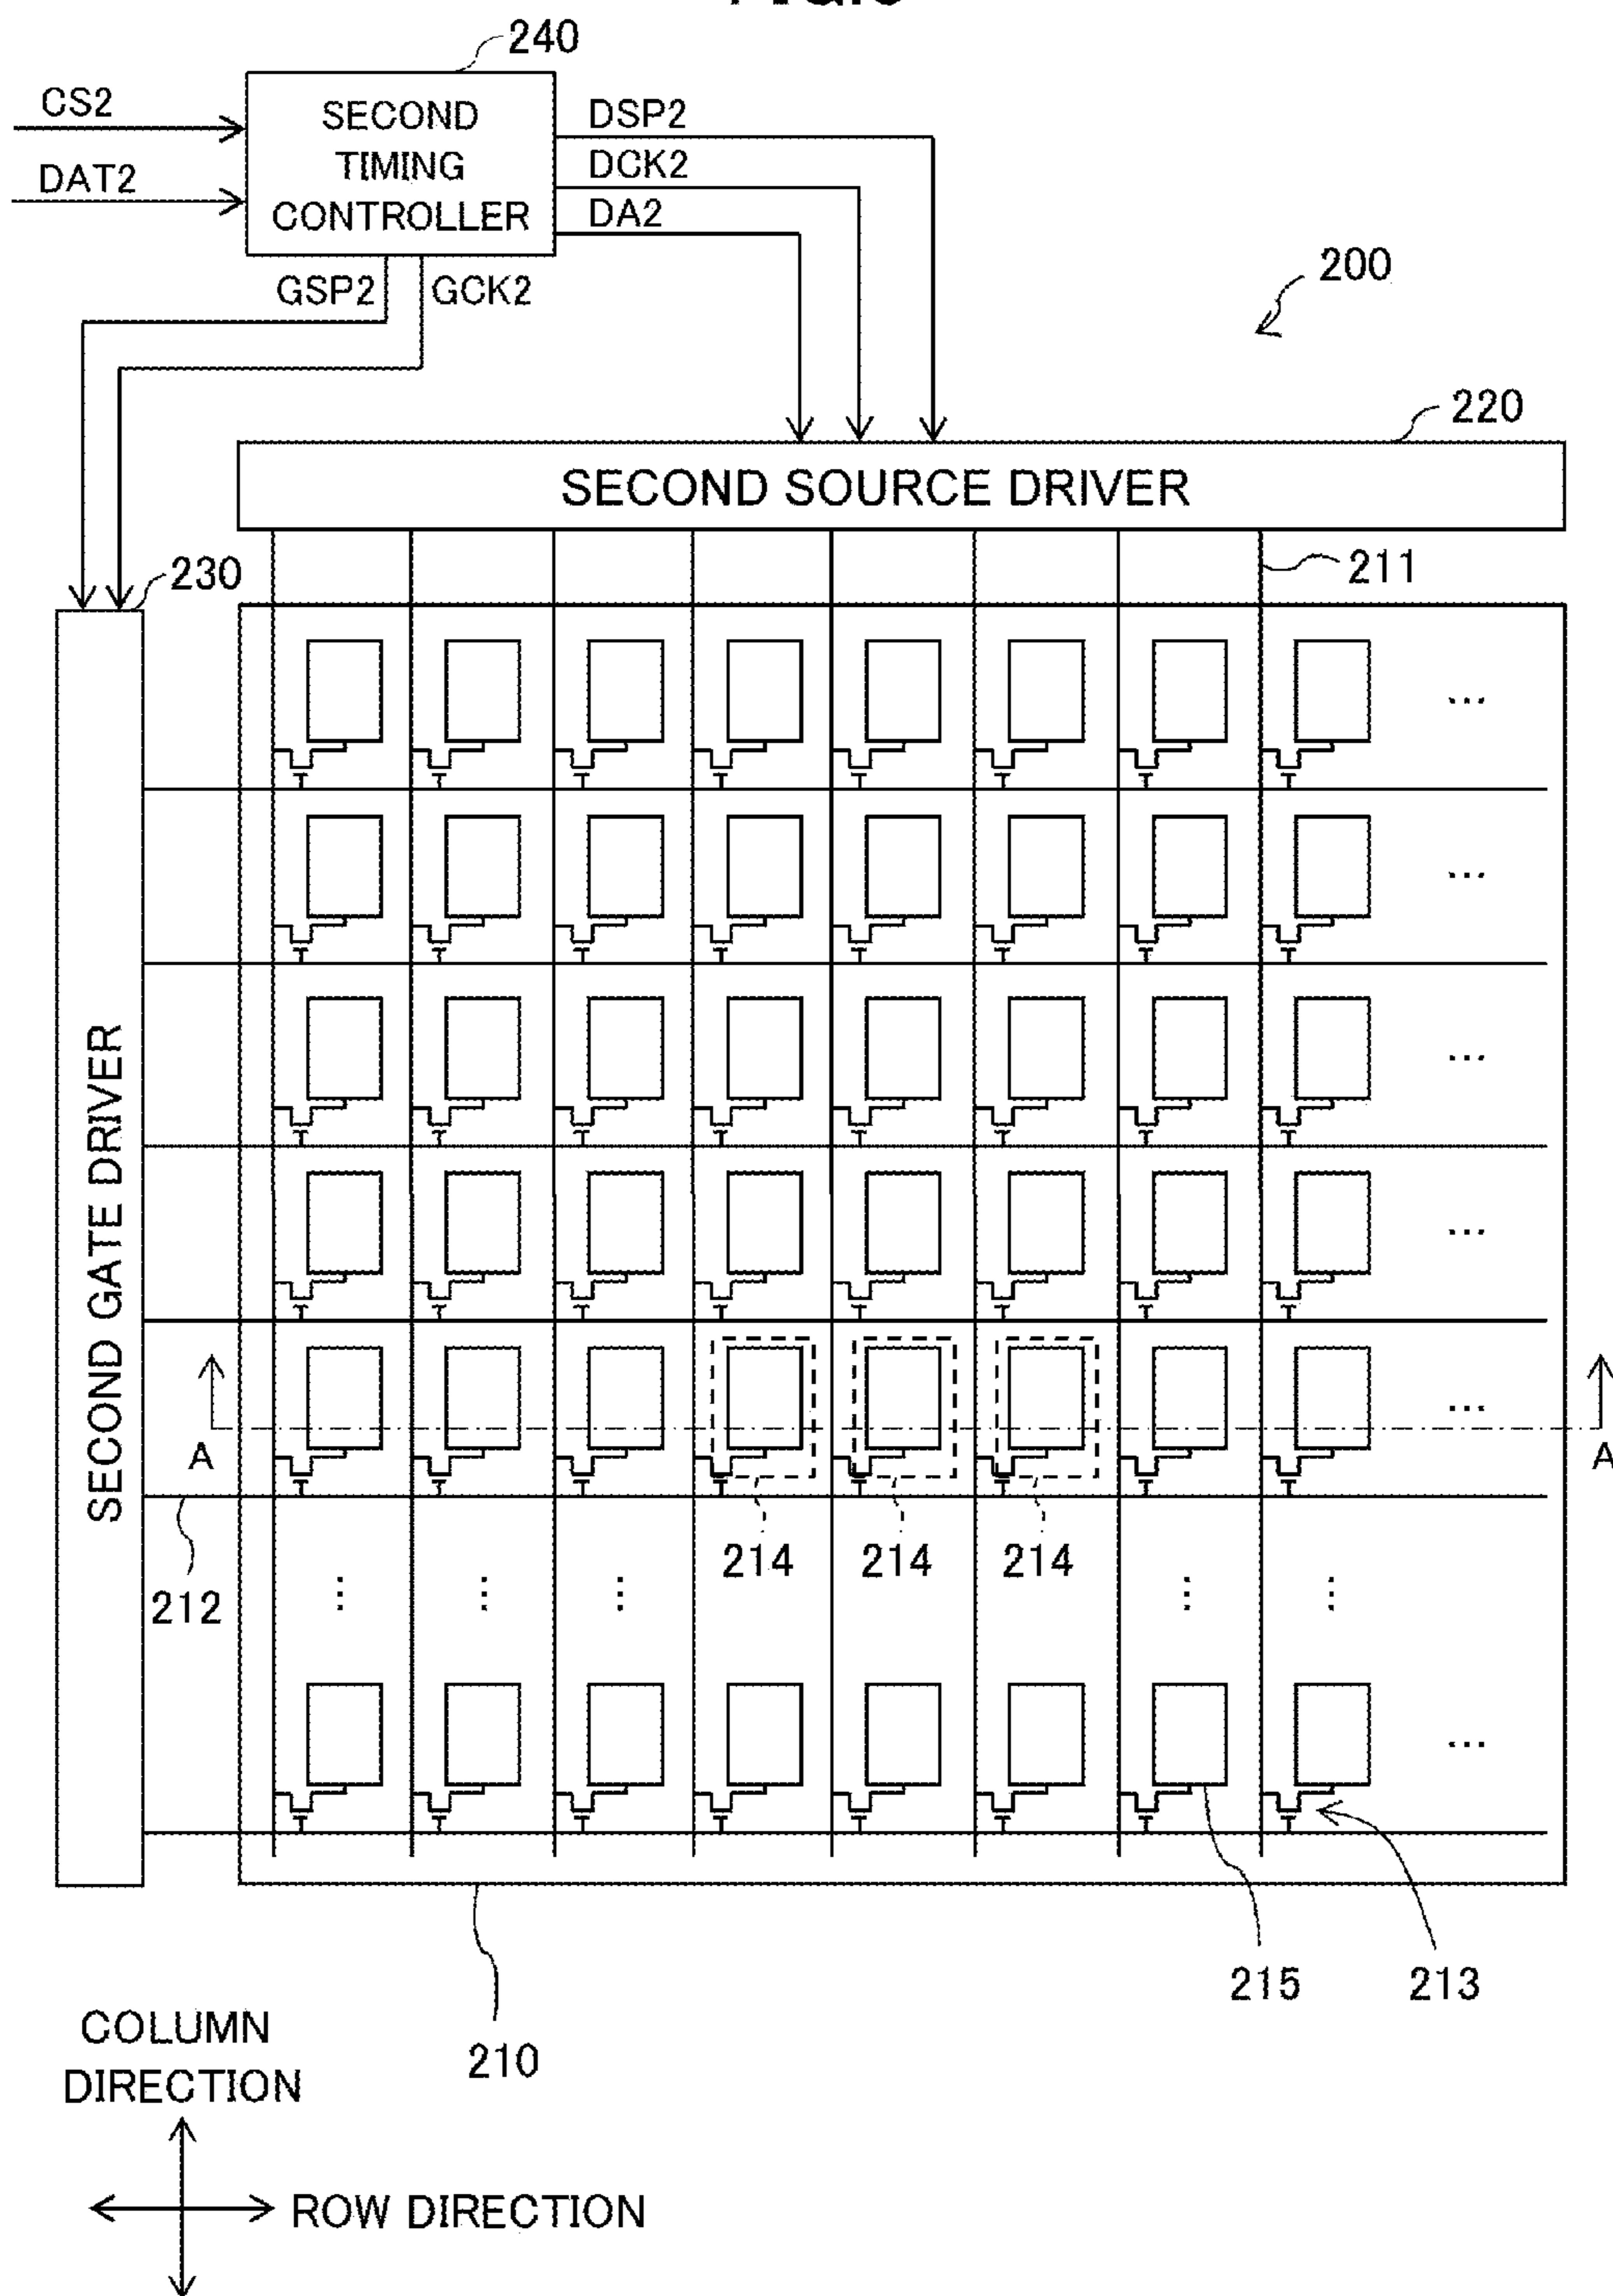 240
CS2
DAT2
SECOND
TIMING
CONTROLLER
DSP2
DCK2
DA2
GSP2
GCK2
200
220
SECOND SOURCE DRIVER
211
230
SECOND GATE DRIVER
...
...
...
...
...
A
A
212
214
214
214
...
...
...
...
...
...
215
213
210
COLUMN
DIRECTION
ROW DIRECTION